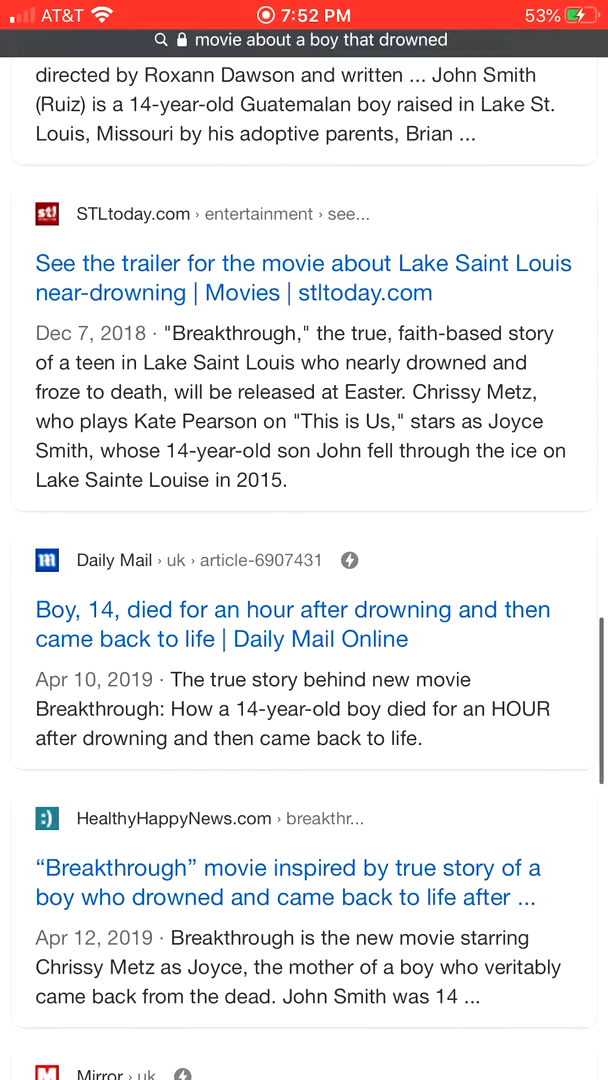 AT&T 7:52 PM 53%
movie about a boy that drowned
directed by Roxann Dawson and written ... John Smith
(Ruiz) is a 14-year-old Guatemalan boy raised in Lake St.
Louis, Missouri by his adoptive parents, Brian ...
stl STLtoday.com › entertainment › see...
See the trailer for the movie about Lake Saint Louis
near-drowning | Movies | stltoday.com
Dec 7, 2018 · "Breakthrough," the true, faith-based story
of a teen in Lake Saint Louis who nearly drowned and
froze to death, will be released at Easter. Chrissy Metz,
who plays Kate Pearson on "This is Us," stars as Joyce
Smith, whose 14-year-old son John fell through the ice on
Lake Sainte Louise in 2015.
m Daily Mail › uk › article-6907431
Boy, 14, died for an hour after drowning and then
came back to life | Daily Mail Online
Apr 10, 2019 · The true story behind new movie
Breakthrough: How a 14-year-old boy died for an HOUR
after drowning and then came back to life.
:) HealthyHappyNews.com › breakthr...
“Breakthrough” movie inspired by true story of a
boy who drowned and came back to life after ...
Apr 12, 2019 · Breakthrough is the new movie starring
Chrissy Metz as Joyce, the mother of a boy who veritably
came back from the dead. John Smith was 14 ...
M Mirror › uk